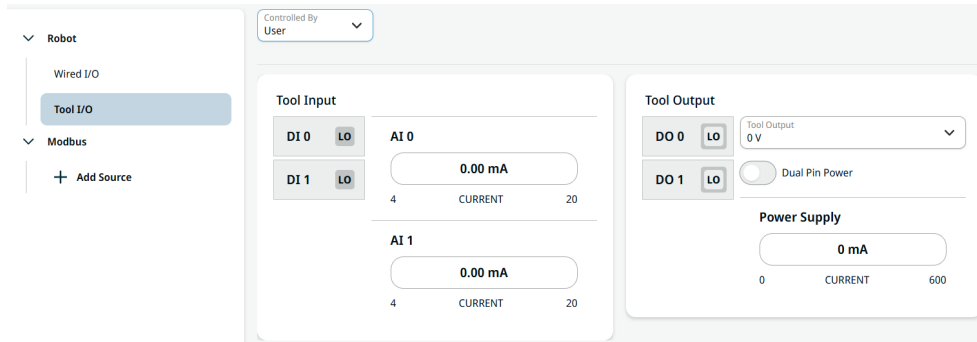 Controlled By
User
Robot
Wired I/O
Tool I/O
Modbus
Add Source
Tool Input
DI 0 LO
DI 1 LO
AI 0
0.00 mA
4 CURRENT 20
AI 1
0.00 mA
4 CURRENT 20
Tool Output
DO 0 LO
DO 1 LO
Tool Output
0 V
Dual Pin Power
Power Supply
0 mA
0 CURRENT 600